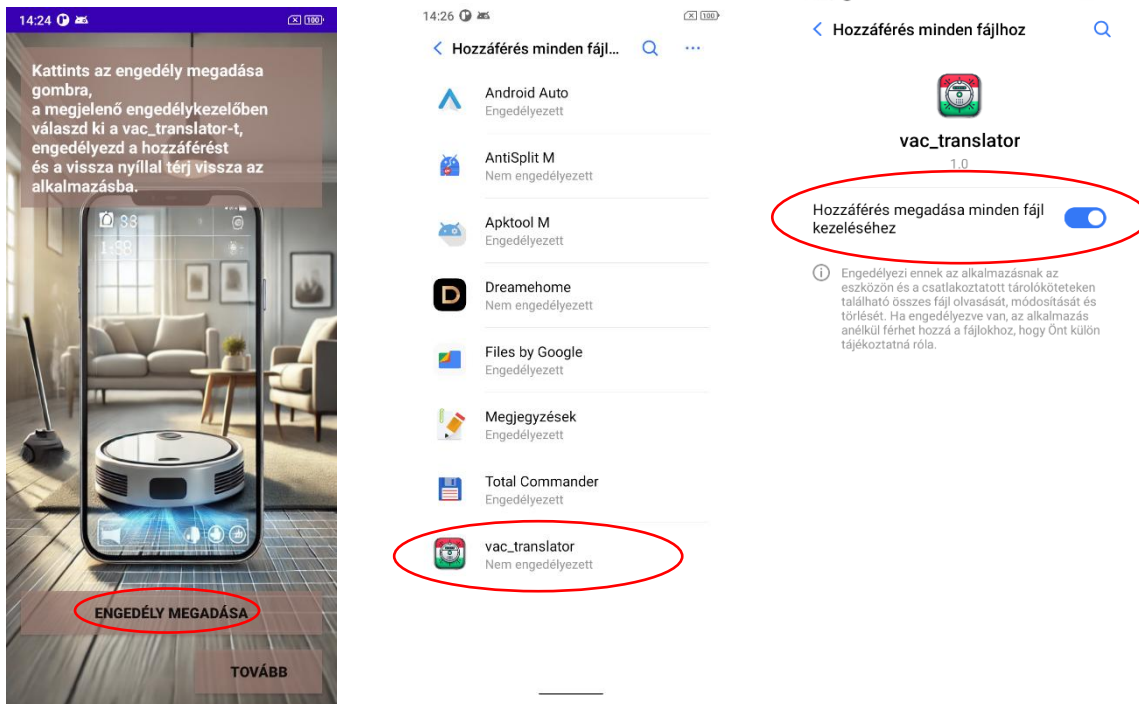 14:24
100
Kattints az engedély megadása
gombra,
a megjelenő engedélykezelőben
válaszd ki a vac_translator-t,
engedélyezd a hozzáférést
és a vissza nyíllal térj vissza az
alkalmazásba.
ENGEDÉLY MEGADÁSA
TOVÁBB
14:26
100
Hozzáférés minden fájl...
Android Auto
Engedélyezett
AntiSplit M
Nem engedélyezett
Apktool M
Engedélyezett
Dreamehome
Nem engedélyezett
Files by Google
Engedélyezett
Megjegyzések
Engedélyezett
Total Commander
Engedélyezett
vac_translator
Nem engedélyezett
Hozzáférés minden fájlhoz
vac_translator
1.0
Hozzáférés megadása minden fájl
kezeléséhez
Engedélyezi ennek az alkalmazásnak az
eszközön és a csatlakoztatott tárolóköteteken
található összes fájl olvasását, módosítását és
törlését. Ha engedélyezve van, az alkalmazás
anélkül férhet hozzá a fájlokhoz, hogy Önt külön
tájékoztatná róla.